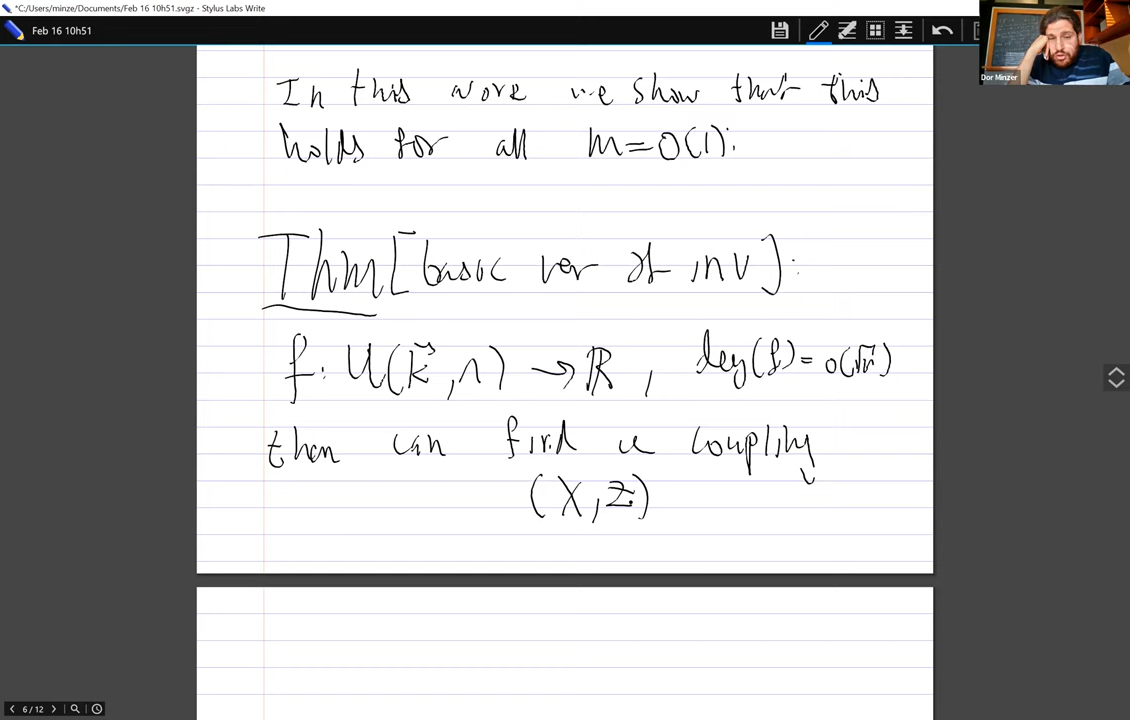 *C:/Users/minze/Documents/Feb 16 10h51.svgz - Stylus Labs Write
Feb 16 10h51
Dor Minzer
In this work we show that this
holds for all m=O(1):
Thm [basic ver of inv]:
f: U(k⃗,n) → ℝ, deg(f)=o(√n)
then can find a coupling
(X,Z)
6 / 12